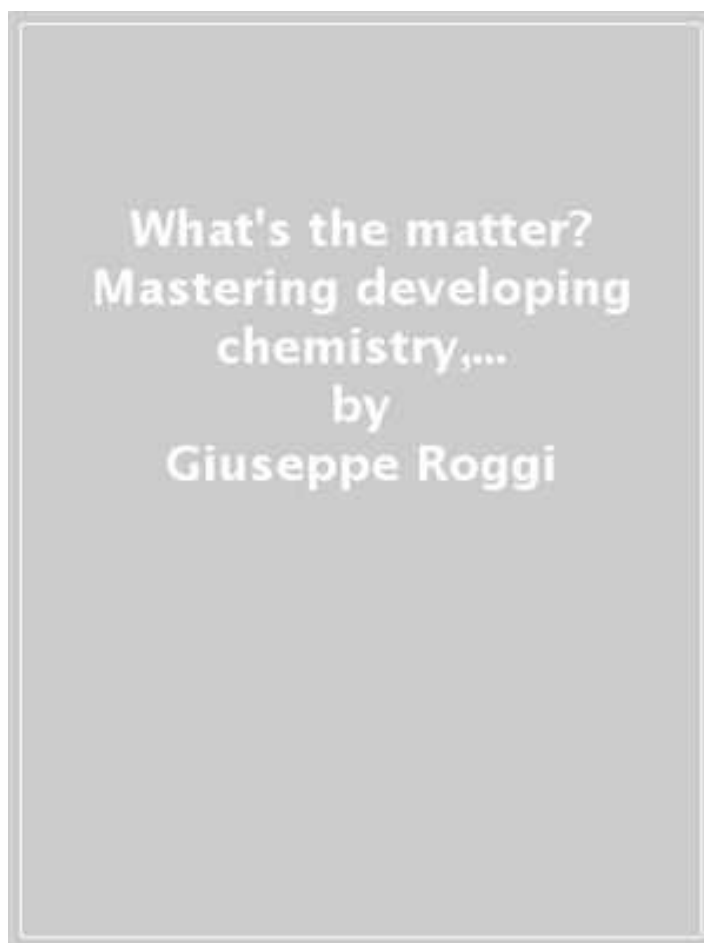 What's the matter?
Mastering developing
chemistry,...
by
Giuseppe Roggi